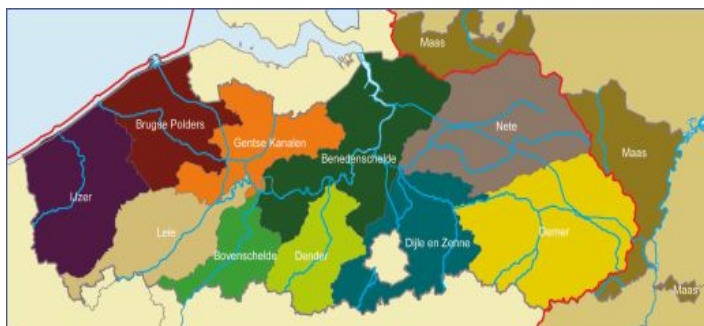 Maas
Brugse Polders
Nete
Gentse Kanalen
Maas
Benedenschelde
IJzer
Leie
Demer
Dijle en Zenne
Bovenschelde
Dender
Maas